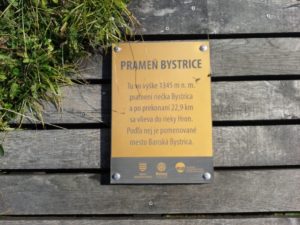 PRAMEŇ BYSTRICE
Tu vo výške 1345 m n. m.
pramení riečka Bystrica
a po prekonaní 22,9 km
sa vlieva do rieky Hron.
Podľa nej je pomenované
mesto Banská Bystrica.